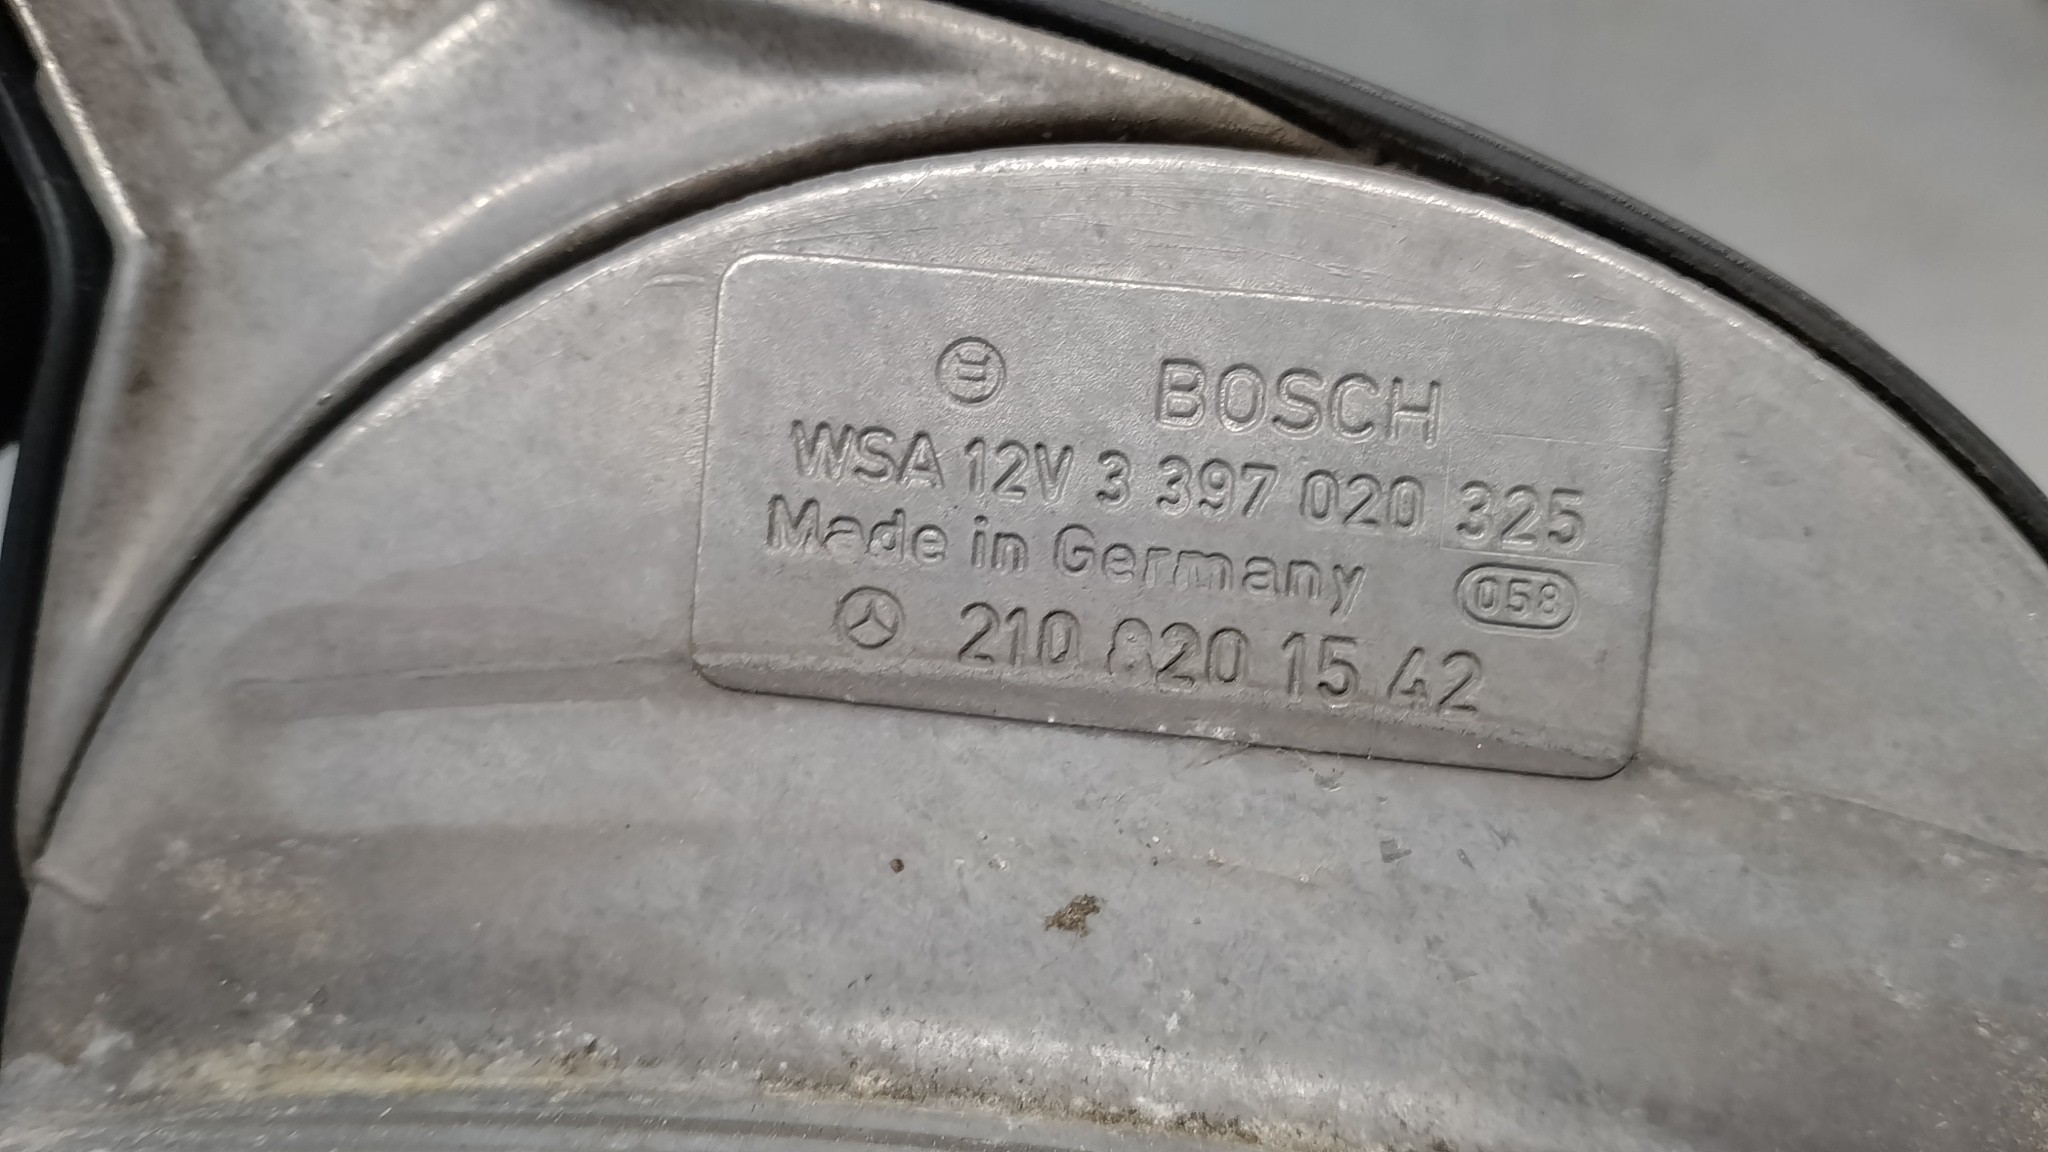 BOSCH
WSA 12V 3 397 020 325
Made in Germany 058
210 820 15 42